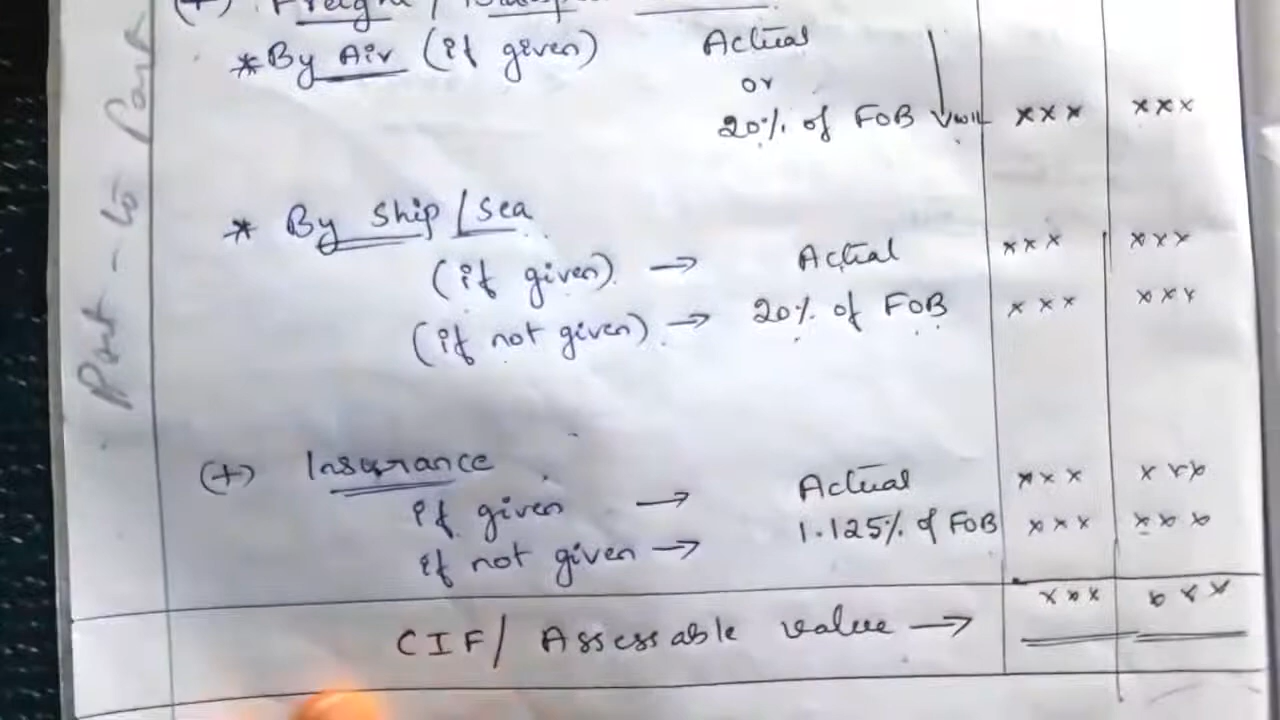 (+) Freight /
* By Air (if given) Actual
or
20% of FOB ↓ WIL xxx xxx
* By Ship / Sea
(if given) → Actual xxx xxx
(if not given) → 20% of FOB xxx xxx
(+) Insurance
if given → Actual xxx xxx
if not given → 1.125% of FOB xxx xxx
CIF / Assessable value → xxx xxx